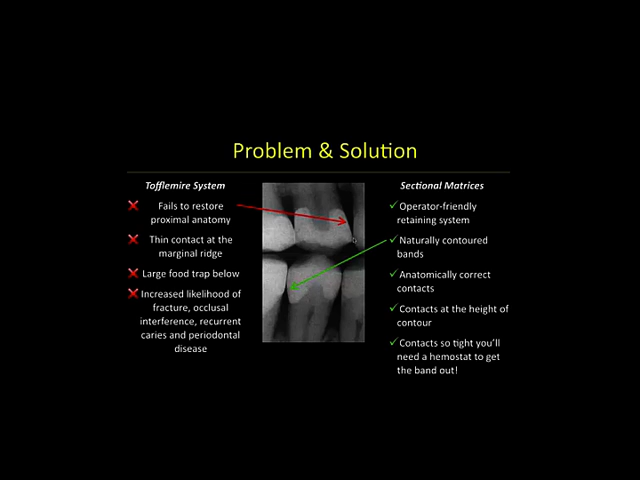 Problem & Solution
Tofflemire System
Fails to restore
proximal anatomy
Thin contact at the
marginal ridge
Large food trap below
Increased likelihood of
fracture, occlusal
interference, recurrent
caries and periodontal
disease
Sectional Matrices
Operator-friendly
retaining system
Naturally contoured
bands
Anatomically correct
contacts
Contacts at the height of
contour
Contacts so tight you'll
need a hemostat to get
the band out!